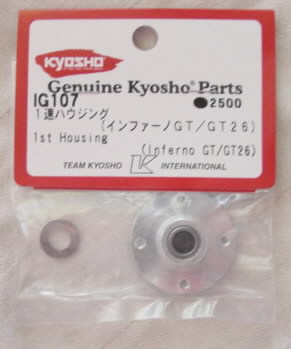 KYOSHO
Genuine Kyosho® Parts
IG107 ●2500
1速ハウジング
(インファーノGT/GT26)
1st Housing
(Inferno GT/GT26)
TEAM KYOSHO INTERNATIONAL